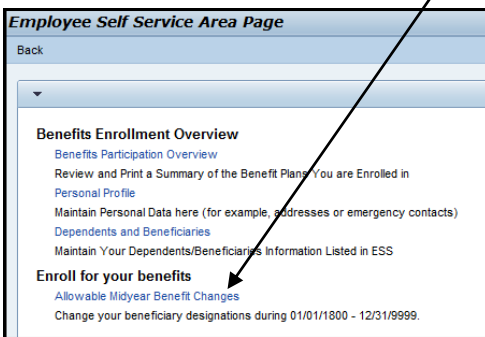 Employee Self Service Area Page
Back
Benefits Enrollment Overview
Benefits Participation Overview
Review and Print a Summary of the Benefit Plans You are Enrolled in
Personal Profile
Maintain Personal Data here (for example, addresses or emergency contacts)
Dependents and Beneficiaries
Maintain Your Dependents/Beneficiaries Information Listed in ESS
Enroll for your benefits
Allowable Midyear Benefit Changes
Change your beneficiary designations during 01/01/1800 - 12/31/9999.